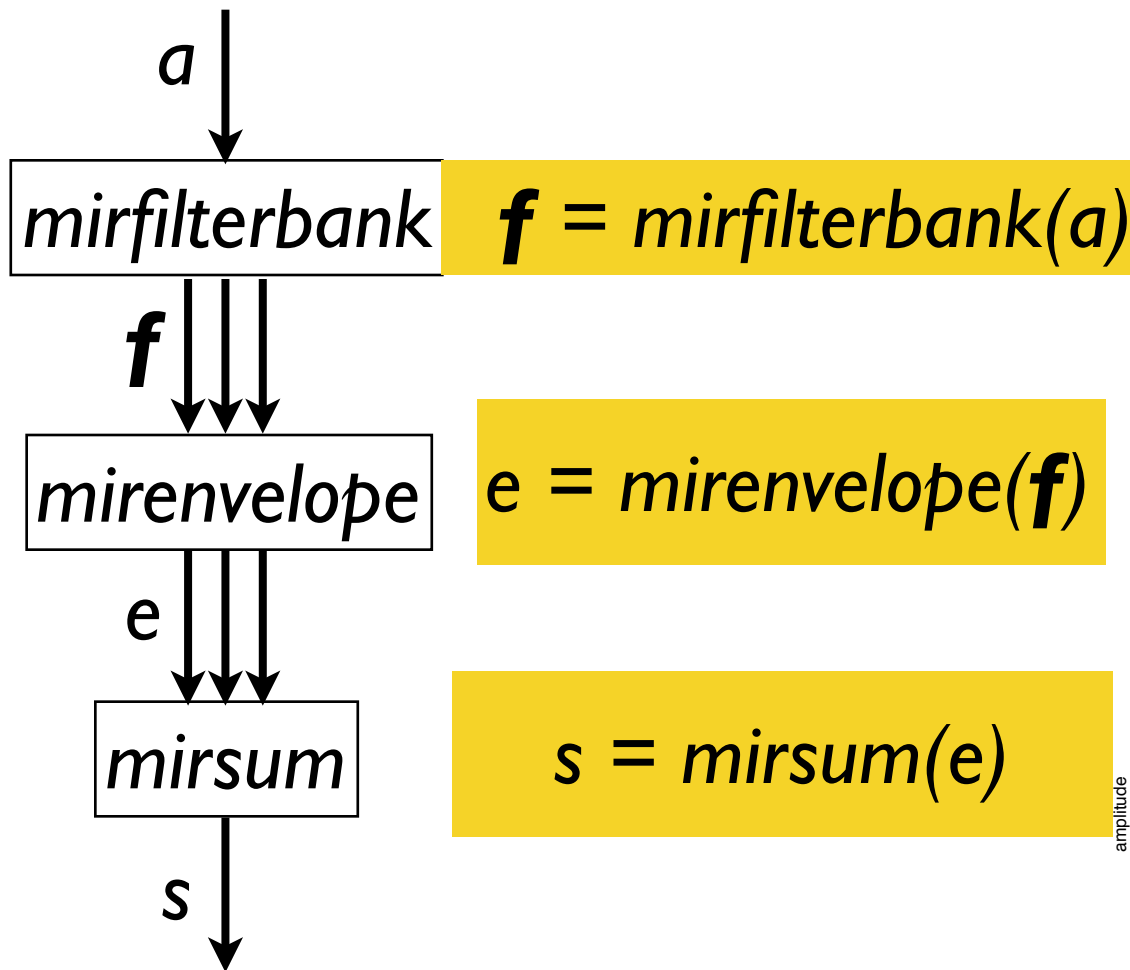 a
mirfilterbank
f = mirfilterbank(a)
f
mirenvelope
e = mirenvelope(f)
e
mirsum
s = mirsum(e)
amplitude
s